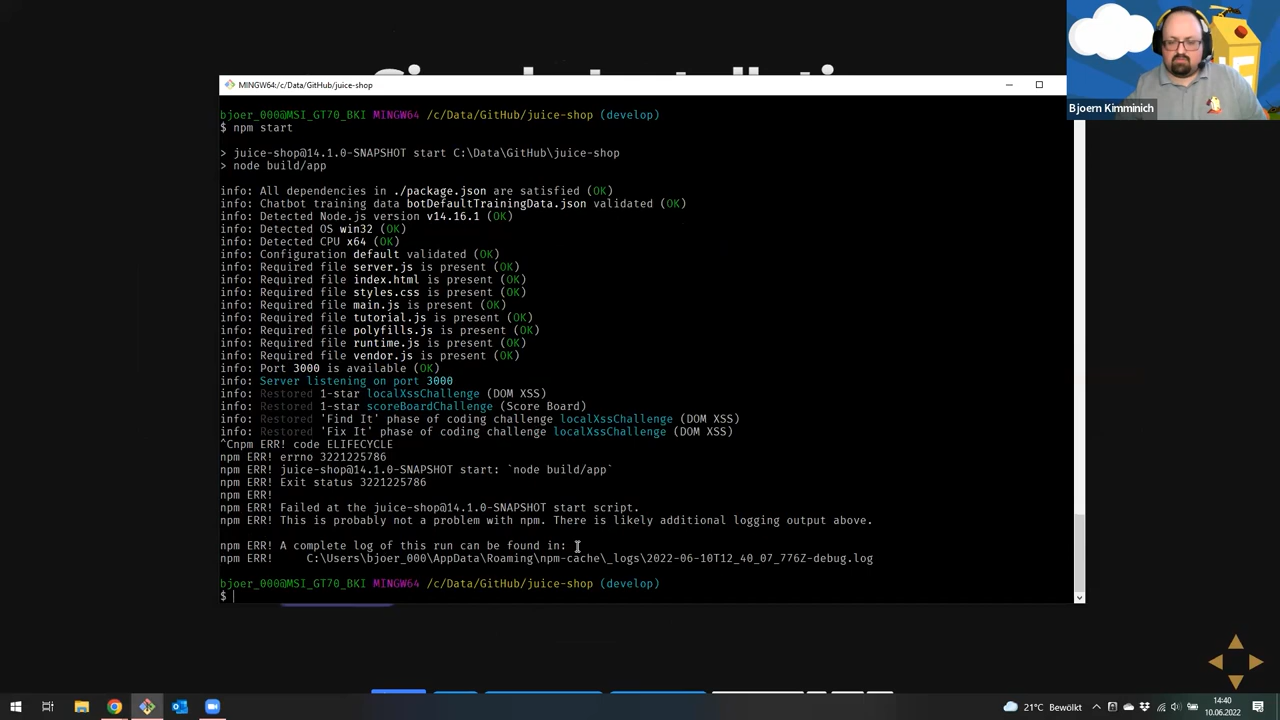 MINGW64:/c/Data/GitHub/juice-shop
Bjoern Kimminich
bjoer_000@MSI_GT70_BKI MINGW64 /c/Data/GitHub/juice-shop (develop)
$ npm start
> juice-shop@14.1.0-SNAPSHOT start C:\Data\GitHub\juice-shop
> node build/app
info: All dependencies in ./package.json are satisfied (OK)
info: Chatbot training data botDefaultTrainingData.json validated (OK)
info: Detected Node.js version v14.16.1 (OK)
info: Detected OS win32 (OK)
info: Detected CPU x64 (OK)
info: Configuration default validated (OK)
info: Required file server.js is present (OK)
info: Required file index.html is present (OK)
info: Required file styles.css is present (OK)
info: Required file main.js is present (OK)
info: Required file tutorial.js is present (OK)
info: Required file polyfills.js is present (OK)
info: Required file runtime.js is present (OK)
info: Required file vendor.js is present (OK)
info: Port 3000 is available (OK)
info: Server listening on port 3000
info: Restored 1-star localXssChallenge (DOM XSS)
info: Restored 1-star scoreBoardChallenge (Score Board)
info: Restored 'Find It' phase of coding challenge localXssChallenge (DOM XSS)
info: Restored 'Fix It' phase of coding challenge localXssChallenge (DOM XSS)
^Cnpm ERR! code ELIFECYCLE
npm ERR! errno 3221225786
npm ERR! juice-shop@14.1.0-SNAPSHOT start: `node build/app`
npm ERR! Exit status 3221225786
npm ERR!
npm ERR! Failed at the juice-shop@14.1.0-SNAPSHOT start script.
npm ERR! This is probably not a problem with npm. There is likely additional logging output above.
npm ERR! A complete log of this run can be found in:
npm ERR!     C:\Users\bjoer_000\AppData\Roaming\npm-cache\_logs\2022-06-10T12_40_07_776Z-debug.log
bjoer_000@MSI_GT70_BKI MINGW64 /c/Data/GitHub/juice-shop (develop)
$
21°C Bewölkt
14:40
10.06.2022